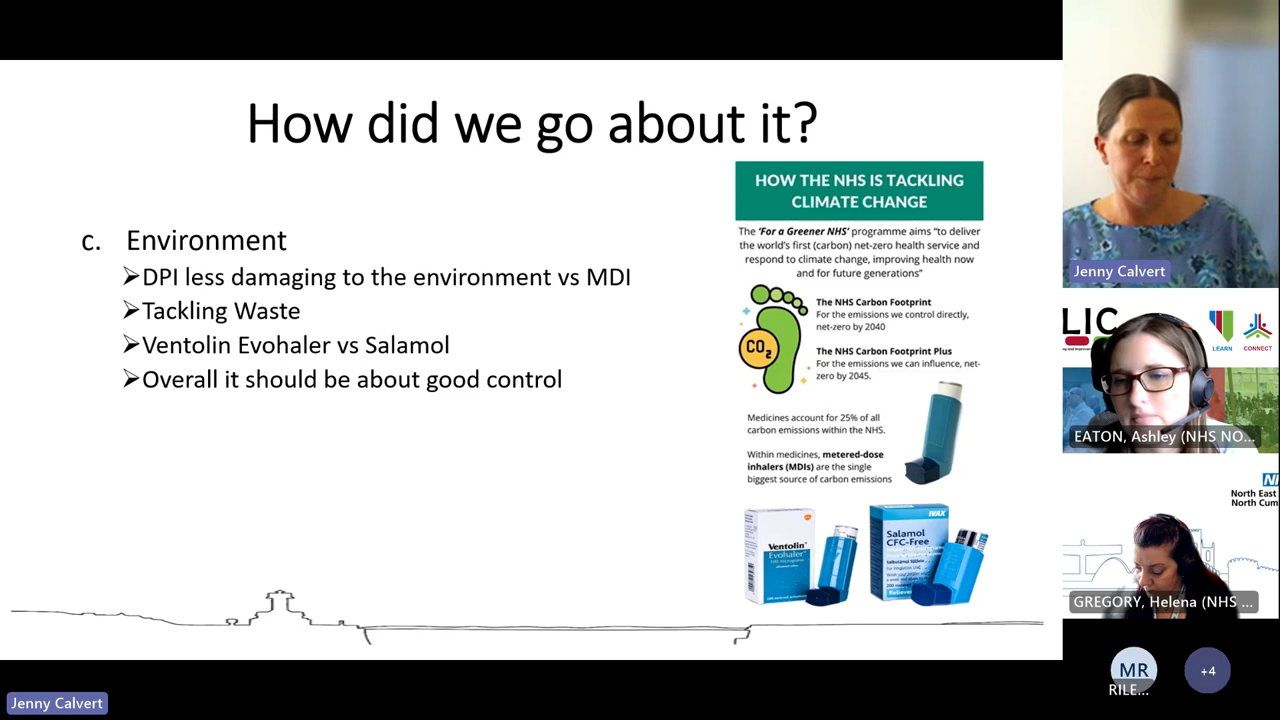 How did we go about it?
c. Environment
➢DPI less damaging to the environment vs MDI
➢Tackling Waste
➢Ventolin Evohaler vs Salamol
➢Overall it should be about good control
HOW THE NHS IS TACKLING
CLIMATE CHANGE
The 'For a Greener NHS' programme aims "to deliver
the world's first (carbon) net-zero health service and
respond to climate change, improving health now
and for future generations"
The NHS Carbon Footprint
For the emissions we control directly,
net-zero by 2040
CO2
The NHS Carbon Footprint Plus
For the emissions we can influence, net-
zero by 2045.
Medicines account for 25% of all
carbon emissions within the NHS.
Within medicines, metered-dose
inhalers (MDIs) are the single
biggest source of carbon emissions
Ventolin
Evohaler
IVAX
Salamol
CFC-Free
Jenny Calvert
Jenny Calvert
LIC
LEARN
CONNECT
EATON, Ashley (NHS NO...
North East
North Cum
GREGORY, Helena (NHS ...
MR
RILE...
+4